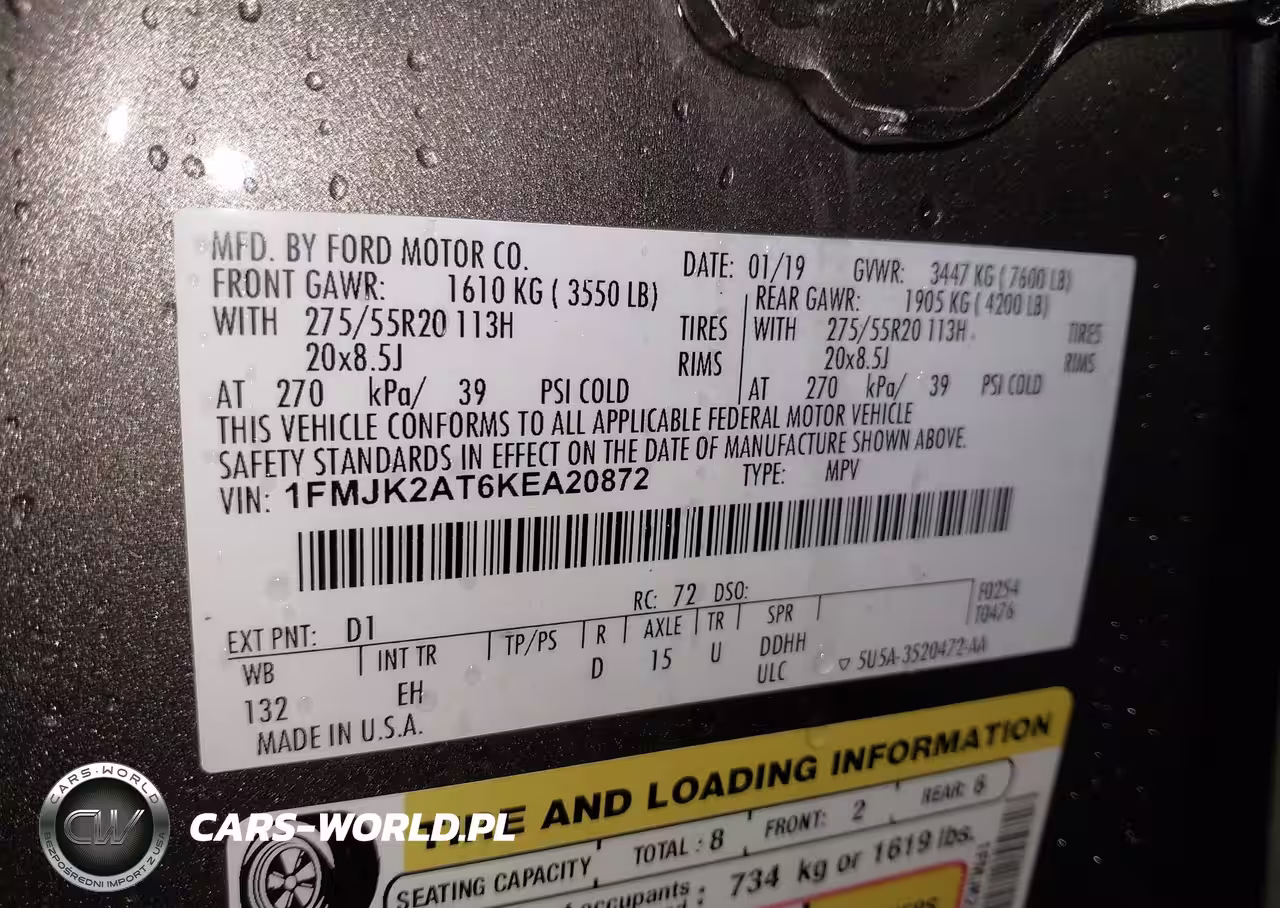 MFD. BY FORD MOTOR CO.
DATE: 01/19 GVWR: 3447 KG ( 7600 LB)
FRONT GAWR: 1610 KG ( 3550 LB)
REAR GAWR: 1905 KG ( 4200 LB)
WITH 275/55R20 113H TIRES
WITH 275/55R20 113H TIRES
20x8.5J RIMS
20x8.5J RIMS
AT 270 kPa/ 39 PSI COLD
AT 270 kPa/ 39 PSI COLD
THIS VEHICLE CONFORMS TO ALL APPLICABLE FEDERAL MOTOR VEHICLE
SAFETY STANDARDS IN EFFECT ON THE DATE OF MANUFACTURE SHOWN ABOVE.
VIN: 1FMJK2AT6KEA20872 TYPE: MPV
RC: 72 DSO:
F0254
T0476
EXT PNT: D1
WB INT TR TP/PS R AXLE TR SPR
132 EH D 15 U DDHH
ULC
▽ 5U5A-3520472-AA
MADE IN U.S.A.
TIRE AND LOADING INFORMATION
SEATING CAPACITY TOTAL : 8 FRONT: 2 REAR: 6
occupants : 734 kg or 1619 lbs.
CARS-WORLD
CW
BEZPOŚREDNI IMPORT Z USA
CARS-WORLD.PL